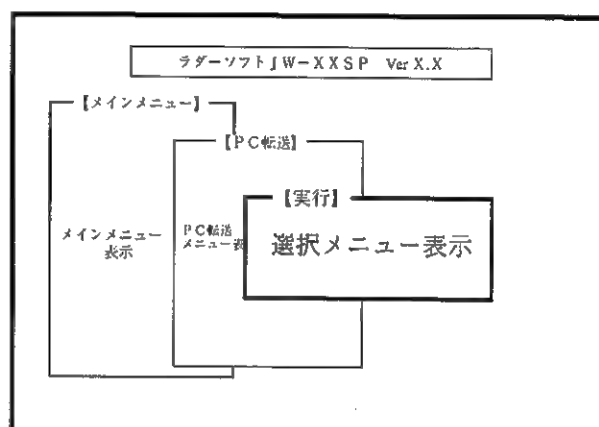 ラダーソフトJW-XXSP Ver X.X
【メインメニュー】
【PC転送】
【実行】
メインメニュー
表示
PC転送
メニュー表
選択メニュー表示